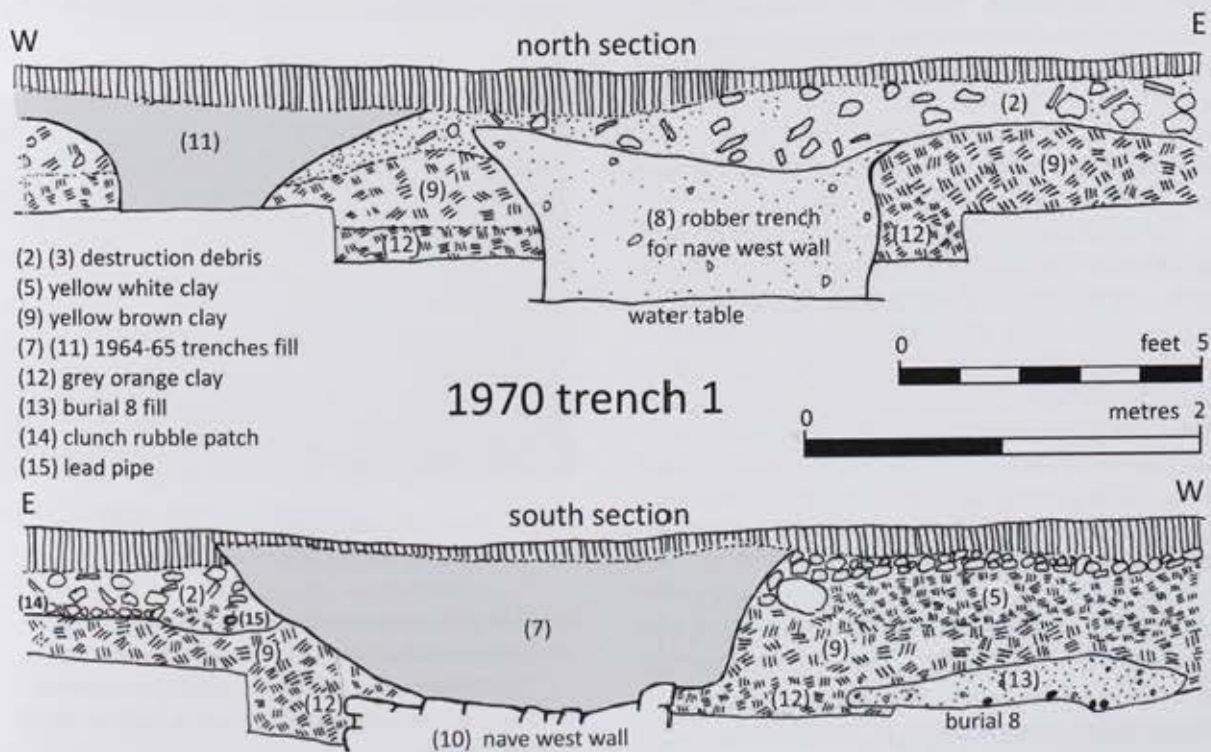 W
E
north section
(2)
(11)
(9)
(9)
(8) robber trench
for nave west wall
(12)
(12)
water table
(2) (3) destruction debris
(5) yellow white clay
(9) yellow brown clay
(7) (11) 1964-65 trenches fill
(12) grey orange clay
(13) burial 8 fill
(14) clunch rubble patch
(15) lead pipe
1970 trench 1
0 feet 5
0 metres 2
E
W
south section
(14)
(2)
(15)
(5)
(7)
(9)
(9)
(12)
(12)
(13)
burial 8
(10) nave west wall